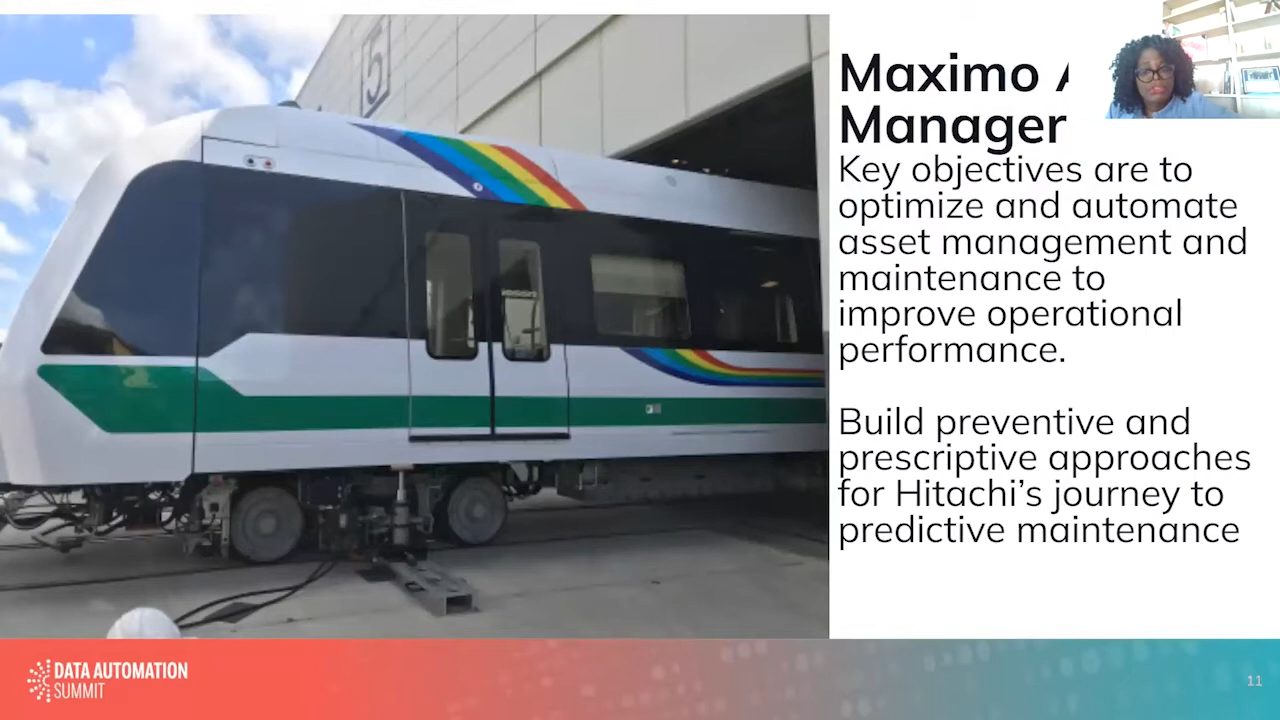 5
Maximo A
Manager
Key objectives are to
optimize and automate
asset management and
maintenance to
improve operational
performance.
Build preventive and
prescriptive approaches
for Hitachi's journey to
predictive maintenance
DATA AUTOMATION
SUMMIT
11